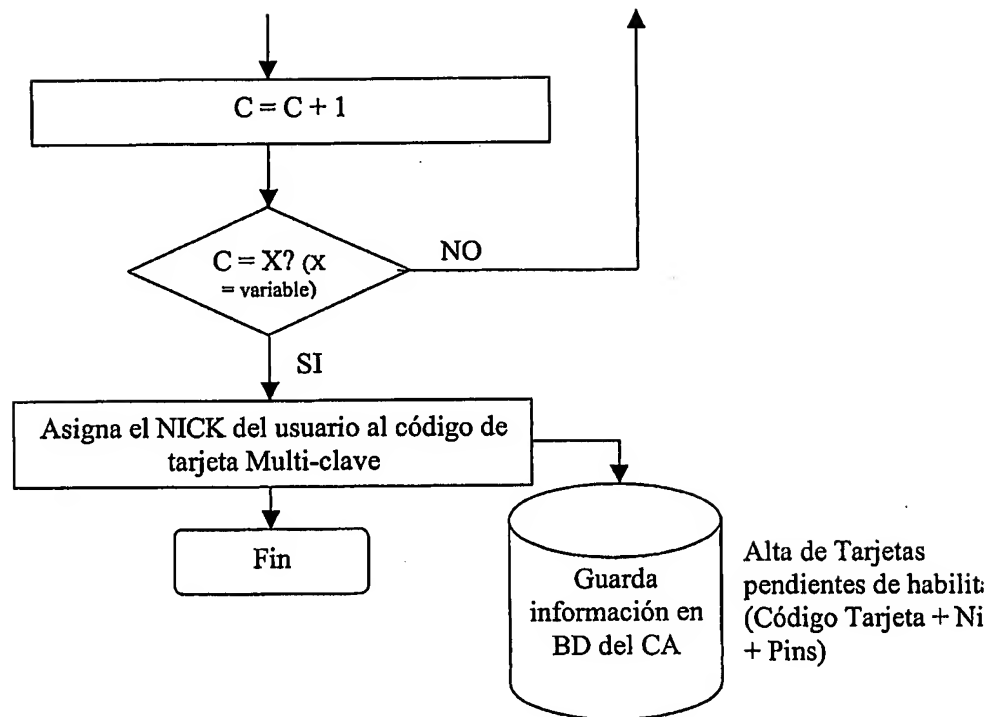 C = C + 1
C = X? (x
= variable)
NO
SI
Asigna el NICK del usuario al código de
tarjeta Multi-clave
Fin
Guarda
información en
BD del CA
Alta de Tarjetas
pendientes de
(Código Tarjeta +
+ Pins)